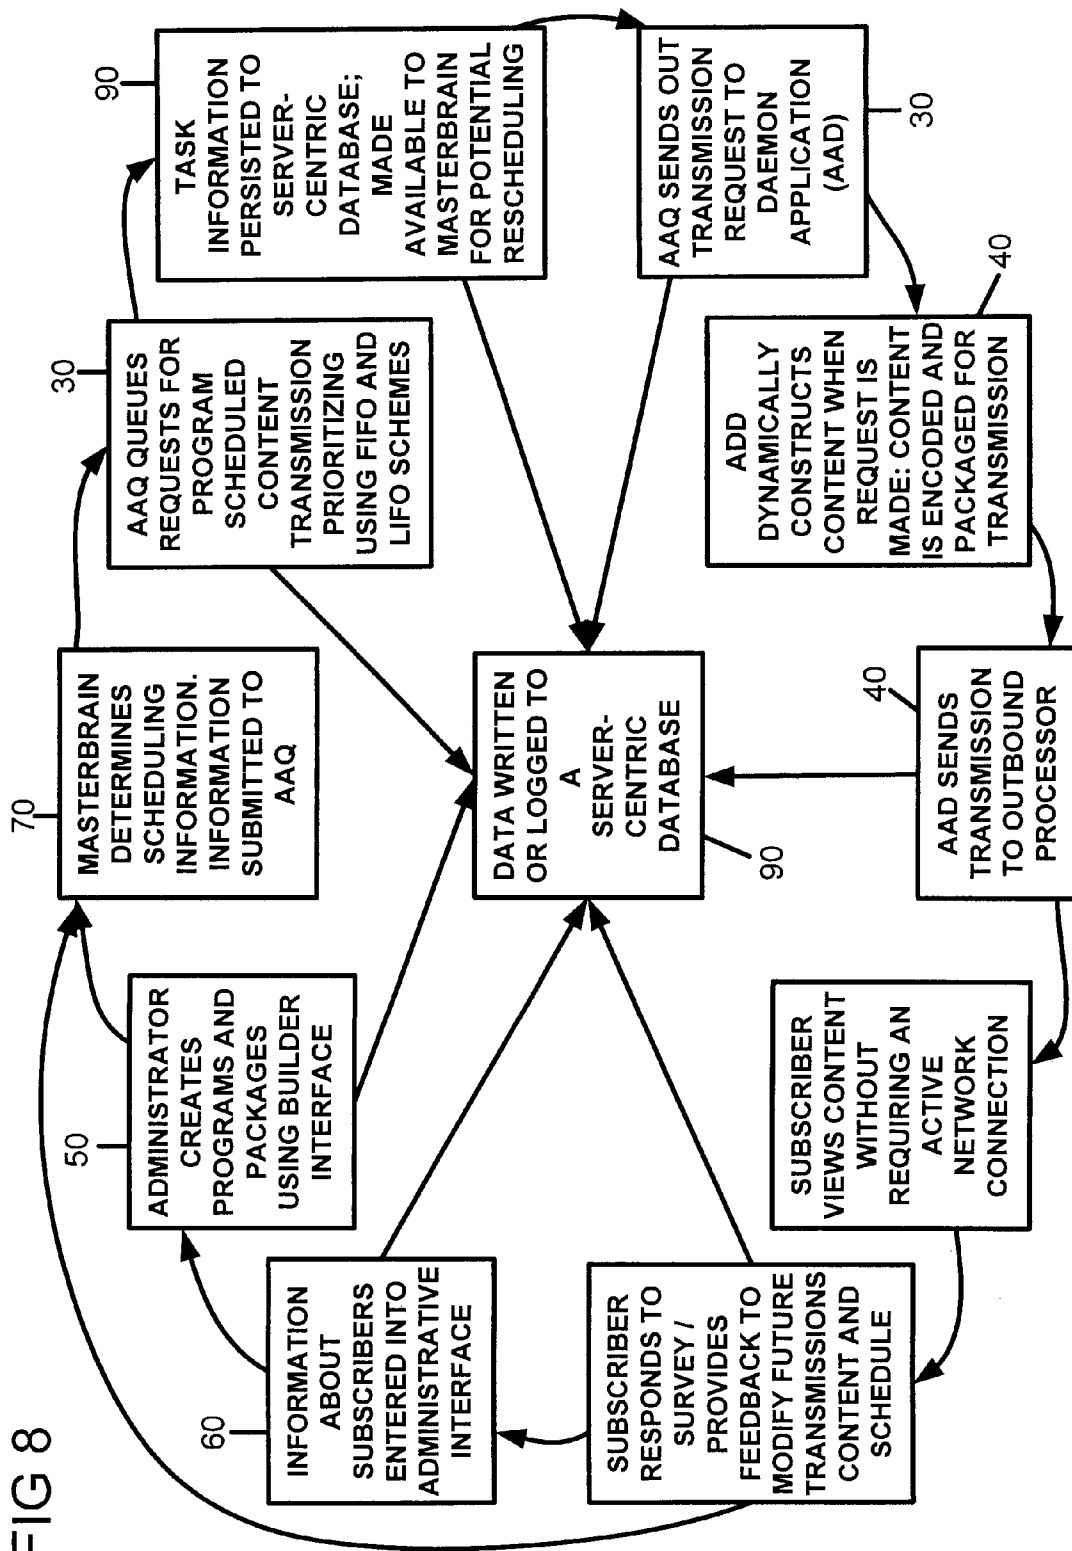 FIG 8
60
INFORMATION
ABOUT
SUBSCRIBERS
ENTERED INTO
ADMINISTRATIVE
INTERFACE
50
ADMINISTRATOR
CREATES
PROGRAMS AND
PACKAGES
USING BUILDER
INTERFACE
70
MASTERBRAIN
DETERMINES
SCHEDULING
INFORMATION.
INFORMATION
SUBMITTED TO
AAQ
30
AAQ QUEUES
REQUESTS FOR
PROGRAM
SCHEDULED
CONTENT
TRANSMISSION
PRIORITIZING
USING FIFO AND
LIFO SCHEMES
90
TASK
INFORMATION
PERSISTED TO
SERVER-
CENTRIC
DATABASE;
MADE
AVAILABLE TO
MASTERBRAIN
FOR POTENTIAL
RESCHEDULING
AAQ SENDS OUT
TRANSMISSION
REQUEST TO
DAEMON
APPLICATION
(AAD)
30
ADD
DYNAMICALLY
CONSTRUCTS
CONTENT WHEN
REQUEST IS
MADE: CONTENT
IS ENCODED AND
PACKAGED FOR
TRANSMISSION
40
40
AAD SENDS
TRANSMISSION
TO OUTBOUND
PROCESSOR
SUBSCRIBER
VIEWS CONTENT
WITHOUT
REQUIRING AN
ACTIVE
NETWORK
CONNECTION
SUBSCRIBER
RESPONDS TO
SURVEY /
PROVIDES
FEEDBACK TO
MODIFY FUTURE
TRANSMISSIONS
CONTENT AND
SCHEDULE
DATA WRITTEN
OR LOGGED TO
A
SERVER-
CENTRIC
DATABASE
90